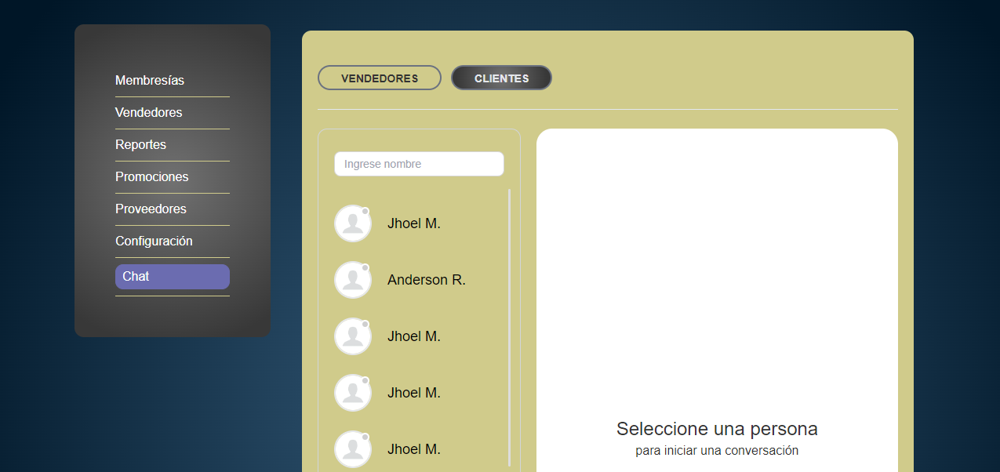 Membresías
Vendedores
Reportes
Promociones
Proveedores
Configuración
Chat
VENDEDORES
CLIENTES
Ingrese nombre
Jhoel M.
Anderson R.
Jhoel M.
Jhoel M.
Jhoel M.
Seleccione una persona
para iniciar una conversación